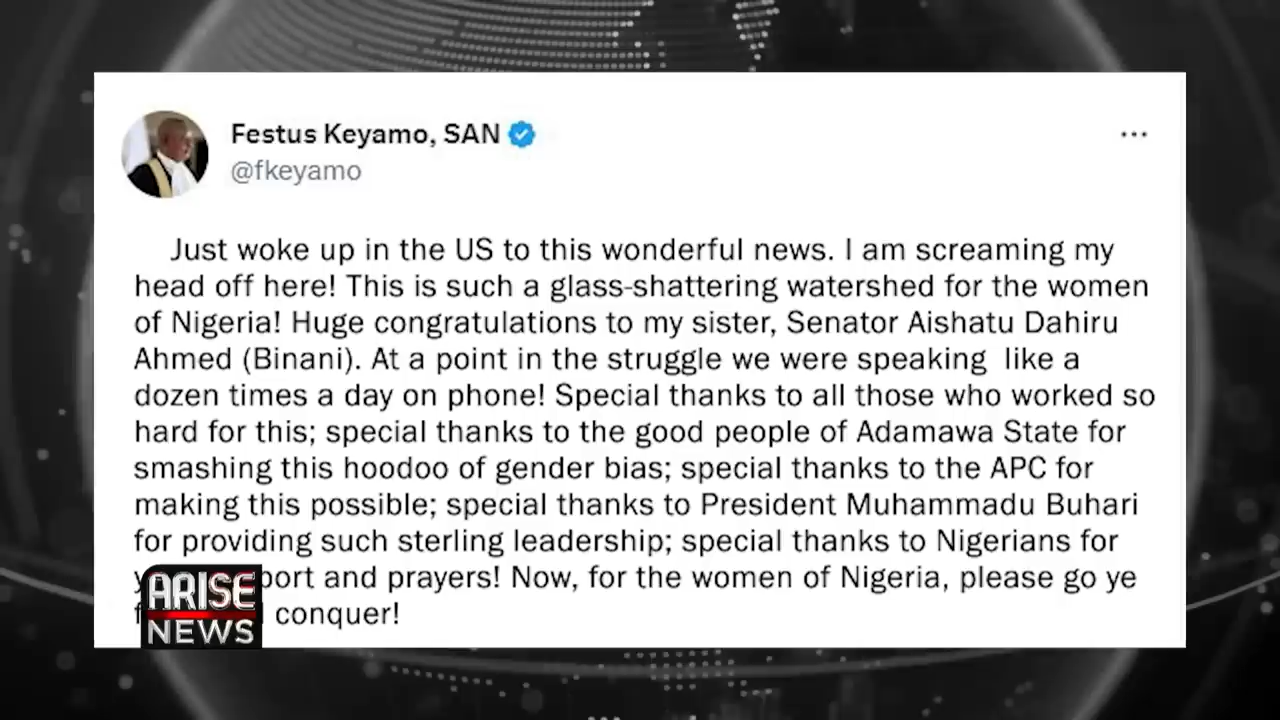 Festus Keyamo, SAN
@fkeyamo
Just woke up in the US to this wonderful news. I am screaming my
head off here! This is such a glass-shattering watershed for the women
of Nigeria! Huge congratulations to my sister, Senator Aishatu Dahiru
Ahmed (Binani). At a point in the struggle we were speaking like a
dozen times a day on phone! Special thanks to all those who worked so
hard for this; special thanks to the good people of Adamawa State for
smashing this hoodoo of gender bias; special thanks to the APC for
making this possible; special thanks to President Muhammadu Buhari
for providing such sterling leadership; special thanks to Nigerians for
and prayers! Now, for the women of Nigeria, please go ye
conquer!
ARISE
NEWS